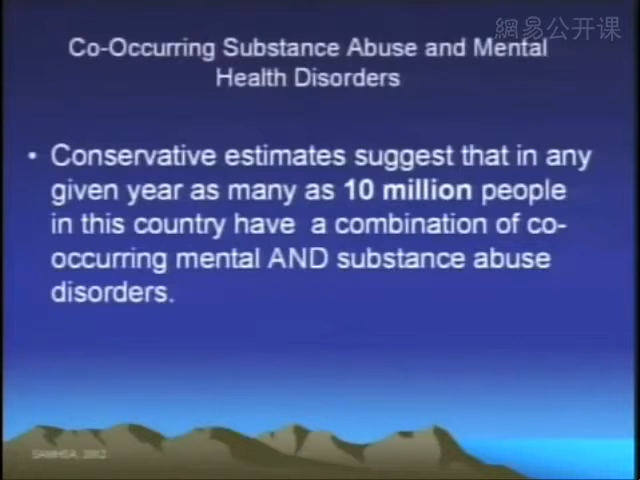 網易公开课
Co-Occurring Substance Abuse and Mental
Health Disorders
• Conservative estimates suggest that in any
given year as many as 10 million people
in this country have a combination of co-
occurring mental AND substance abuse
disorders.
SAMHSA, 2002